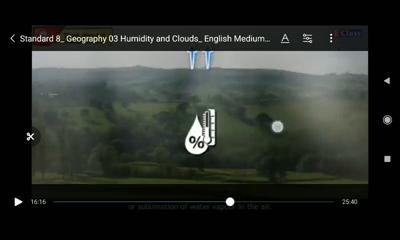 Standard 8_ Geography 03 Humidity and Clouds_ English Medium...
A
Class
%
or sublimation of water vapour in the air.
16:16
25:40